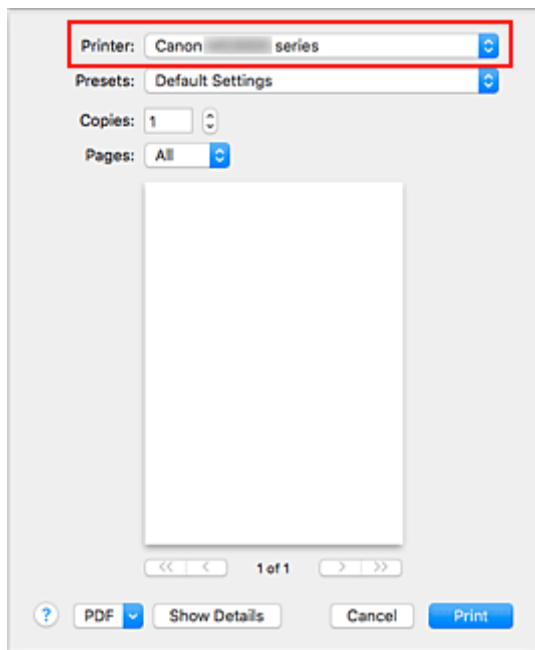 Printer: Canon series
Presets: Default Settings
Copies: 1
Pages: All
<< < 1 of 1 > >>
? PDF Show Details Cancel Print